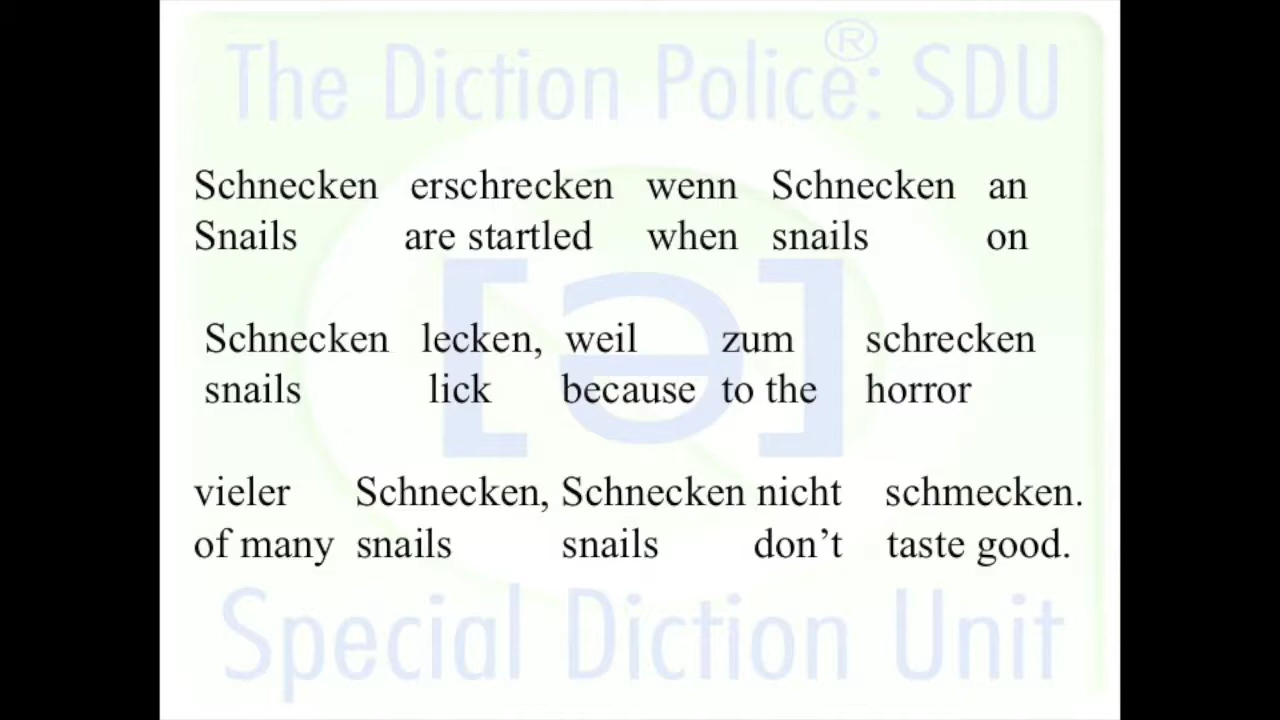 The Diction Police®: SDU
Schnecken erschrecken wenn Schnecken an
Snails are startled when snails on
[ə]
Schnecken lecken, weil zum schrecken
snails lick because to the horror
vieler Schnecken, Schnecken nicht schmecken.
of many snails snails don’t taste good.
Special Diction Unit